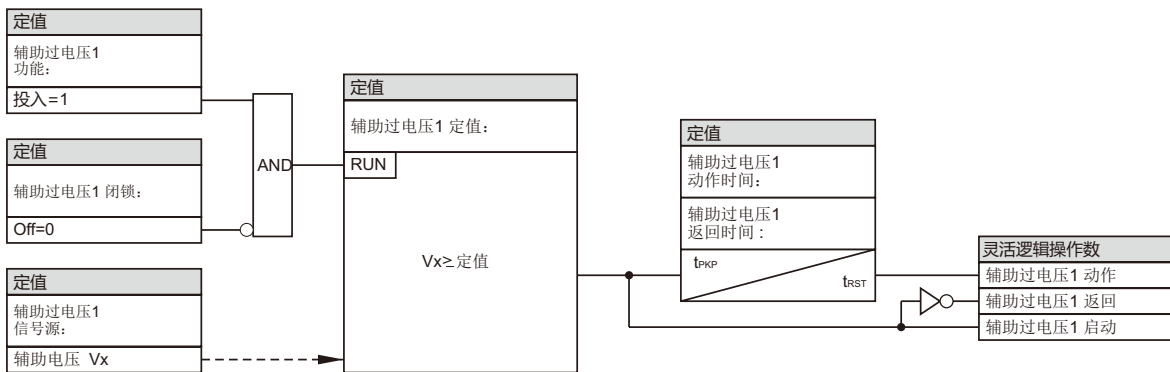 定值
辅助过电压1
功能：
投入=1
定值
辅助过电压1 闭锁：
Off=0
定值
辅助过电压1
信号源：
辅助电压 Vx
AND
定值
辅助过电压1 定值：
RUN
Vx≥定值
定值
辅助过电压1
动作时间：
辅助过电压1
返回时间：
tPKP
tRST
灵活逻辑操作数
辅助过电压1 动作
辅助过电压1 返回
辅助过电压1 启动